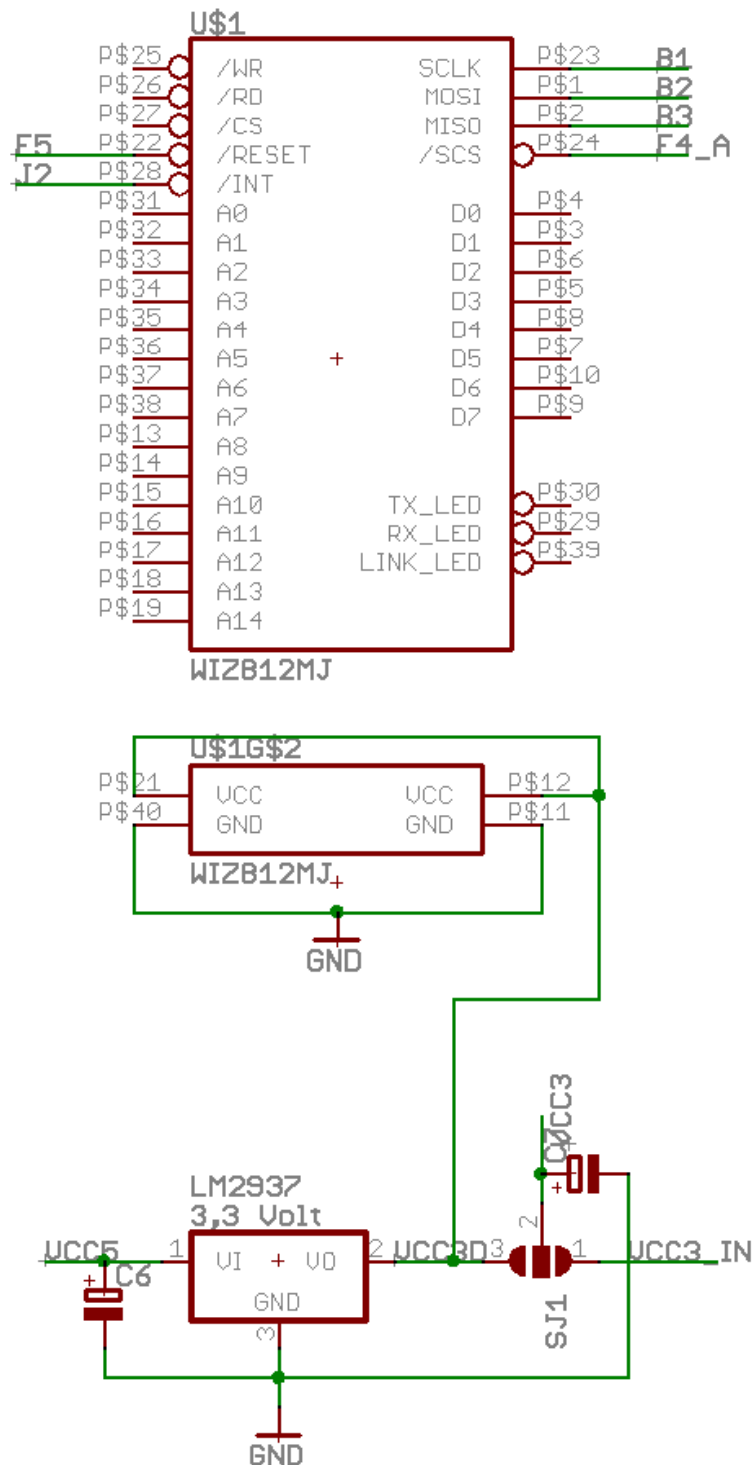 U$1
P$25 /WR SCLK P$23 B1
P$26 /RD MOSI P$1 B2
P$27 /CS MISO P$2 B3
F5 P$22 /RESET /SCS P$24 F4_A
J2 P$28 /INT
P$31 A0 D0 P$4
P$32 A1 D1 P$3
P$33 A2 D2 P$6
P$34 A3 D3 P$5
P$35 A4 D4 P$8
P$36 A5 D5 P$7
P$37 A6 D6 P$10
P$38 A7 D7 P$9
P$13 A8
P$14 A9
P$15 A10 TX_LED P$30
P$16 A11 RX_LED P$29
P$17 A12 LINK_LED P$39
P$18 A13
P$19 A14
WIZ812MJ
U$1G$2
P$21 VCC VCC P$12
P$40 GND GND P$11
WIZ812MJ
GND
VCC3
C7
LM2937
3,3 Volt
2
VCC5 1 VI VO 2 VCC3D 3 1 VCC3_IN
C6
GND
SJ1
3
GND